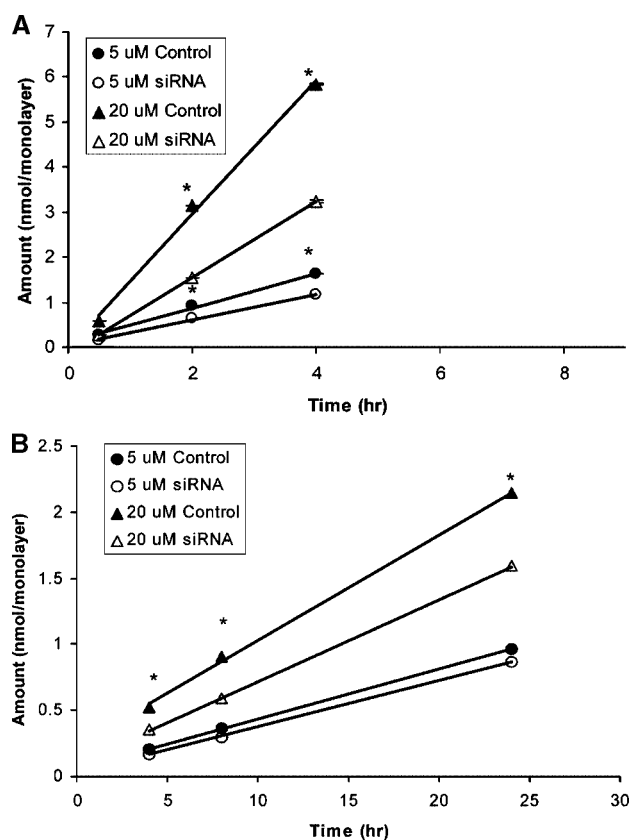 A
Amount (nmol/monolayer)
7
6
5
4
3
2
1
0
5 uM Control
5 uM siRNA
20 uM Control
20 uM siRNA
*
*
*
*
0 2 4 6 8
Time (hr)
B
Amount (nmol/monolayer)
2.5
2
1.5
1
0.5
0
5 uM Control
5 uM siRNA
20 uM Control
20 uM siRNA
*
*
*
0 5 10 15 20 25 30
Time (hr)